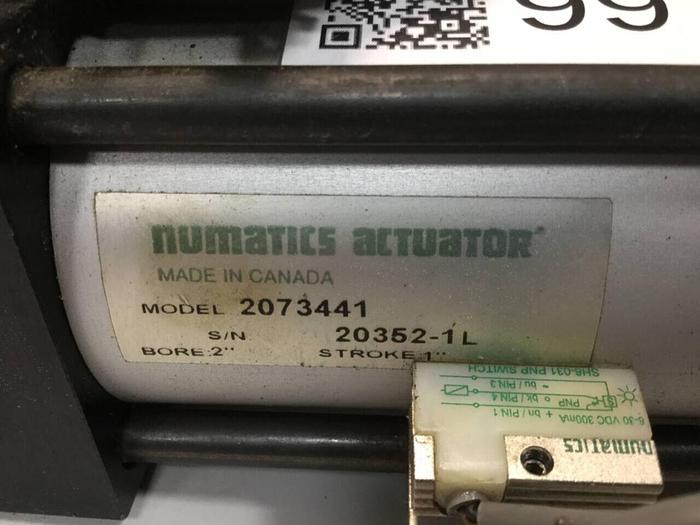 99
numatics actuator
MADE IN CANADA
MODEL 2073441
S/N 20352-1L
BORE:2" STROKE:1"
numatics
6-30 VDC 300mA + bn / PIN 1
PNP o bk / PIN 4
- bu / PIN 3
SH6-031 PNP SWITCH